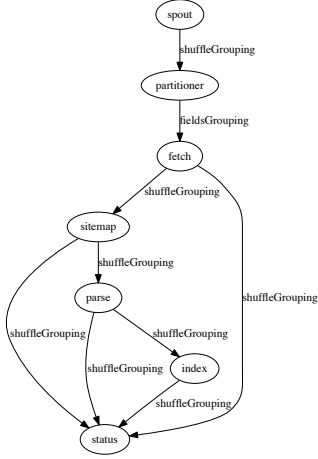 spout
shuffleGrouping
partitioner
fieldsGrouping
fetch
shuffleGrouping
sitemap
shuffleGrouping
parse
shuffleGrouping
shuffleGrouping
shuffleGrouping
shuffleGrouping
index
shuffleGrouping
status